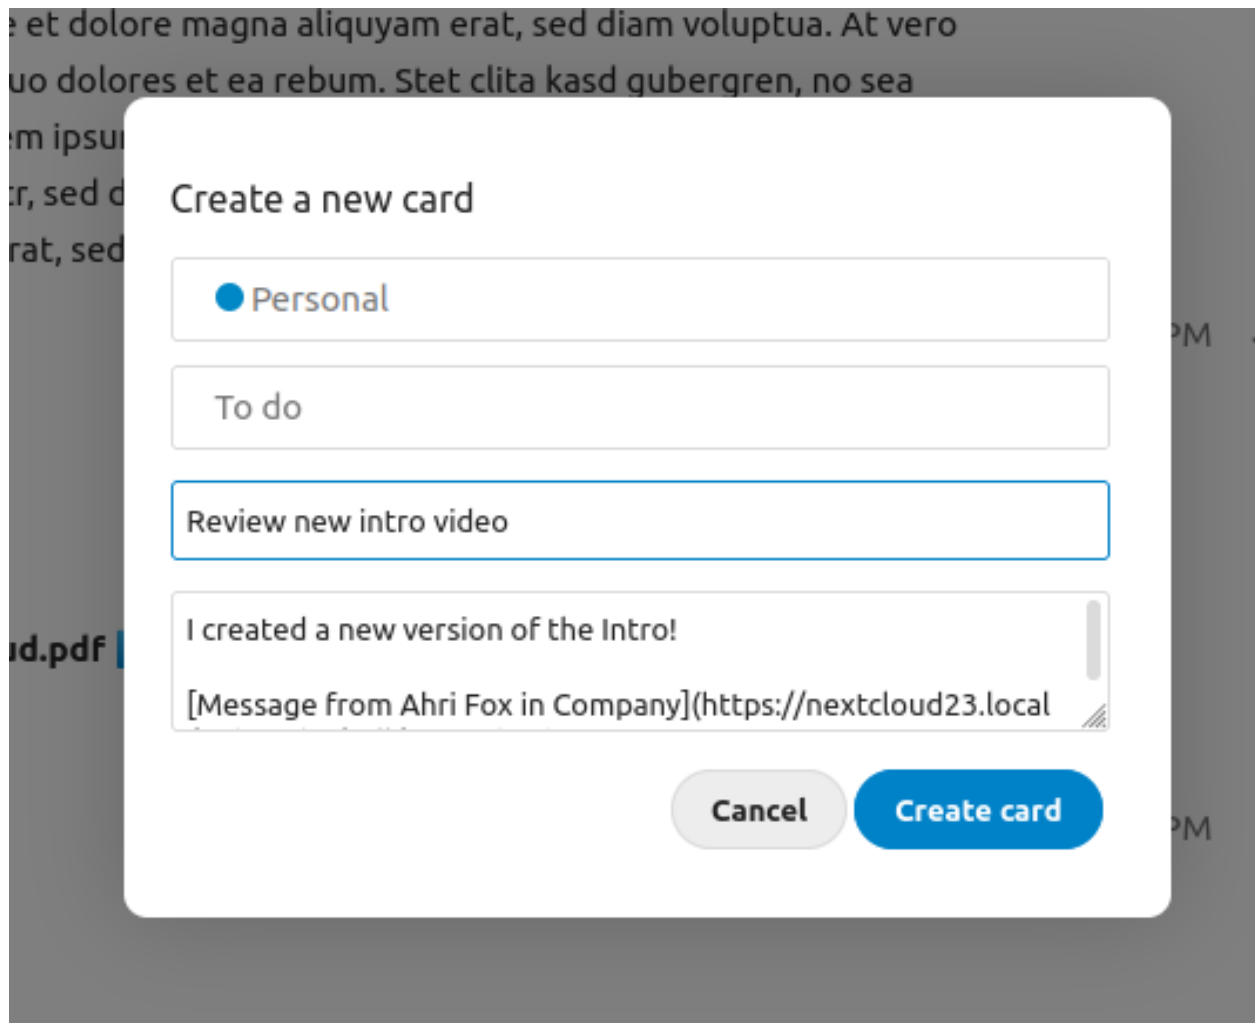 et dolore magna aliquyam erat, sed diam voluptua. At vero
uo dolores et ea rebum. Stet clita kasd gubergren, no sea
em ipsu
tr, sed d
rat, sed
Create a new card
Personal
PM
To do
Review new intro video
I created a new version of the Intro!
ud.pdf
[Message from Ahri Fox in Company](https://nextcloud23.local
Cancel
Create card
PM